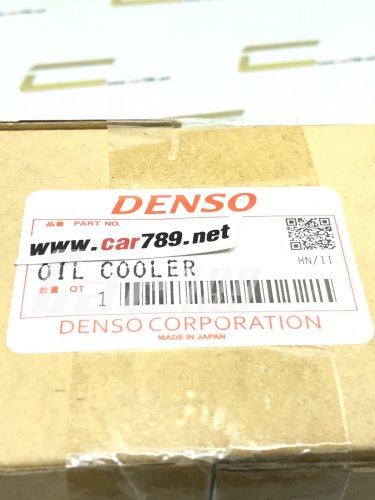 DENSO
品番 PART NO.
www.car789.net
OIL COOLER
HN/II
数量 QT 1
DENSO CORPORATION
MADE IN JAPAN